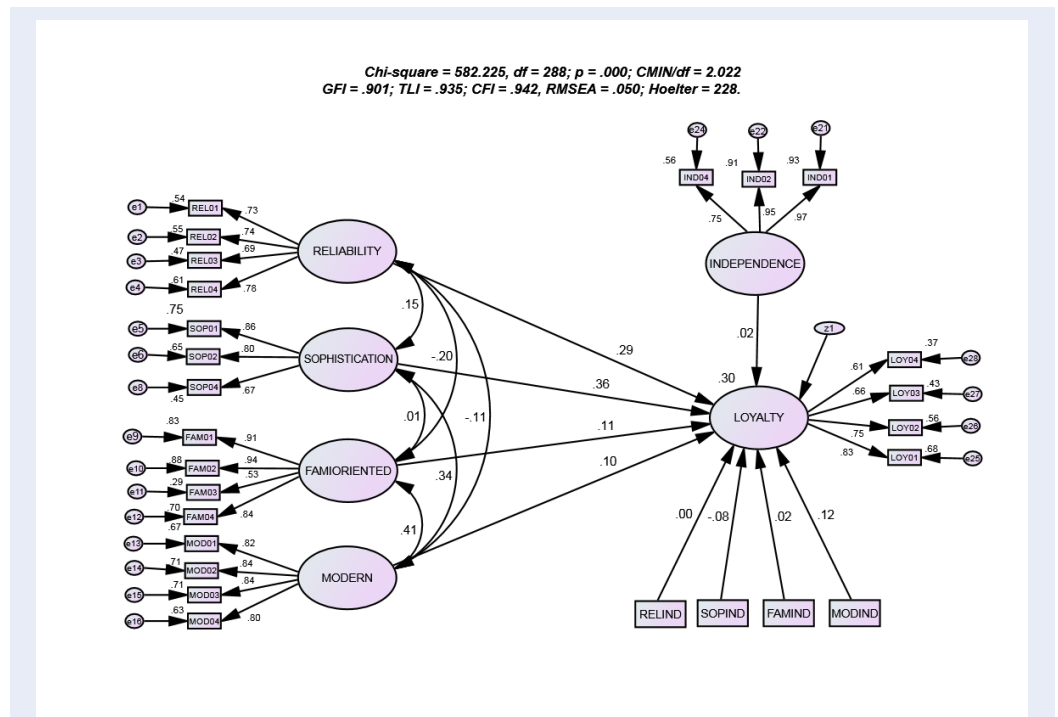 Chi-square = 582.225, df = 288; p = .000; CMIN/df = 2.022
GFI = .901; TLI = .935; CFI = .942, RMSEA = .050; Hoelter = 228.
e24
e22
e21
.56
.91
.93
IND04
IND02
IND01
.75
.95
.97
INDEPENDENCE
.02
e1
.54
REL01
.73
e2
.55
REL02
.74
e3
.47
REL03
.69
e4
.61
REL04
.78
RELIABILITY
.75
e5
SOP01
.86
e6
.65
SOP02
.80
e8
SOP04
.67
.45
SOPHISTICATION
.83
e9
FAM01
.91
e10
.88
FAM02
.94
e11
.29
FAM03
.53
e12
.70
FAM04
.84
FAMIORIENTED
.67
e13
MOD01
.82
e14
.71
MOD02
.84
e15
.71
MOD03
.84
e16
.63
MOD04
.80
MODERN
.15
-.20
-.11
.01
.34
.41
.29
.36
.11
.10
.30
LOYALTY
z1
.61
LOY04
.37
e28
.66
LOY03
.43
e27
.75
LOY02
.56
e26
.83
LOY01
.68
e25
.00
-.08
.02
.12
RELIND
SOPIND
FAMIND
MODIND